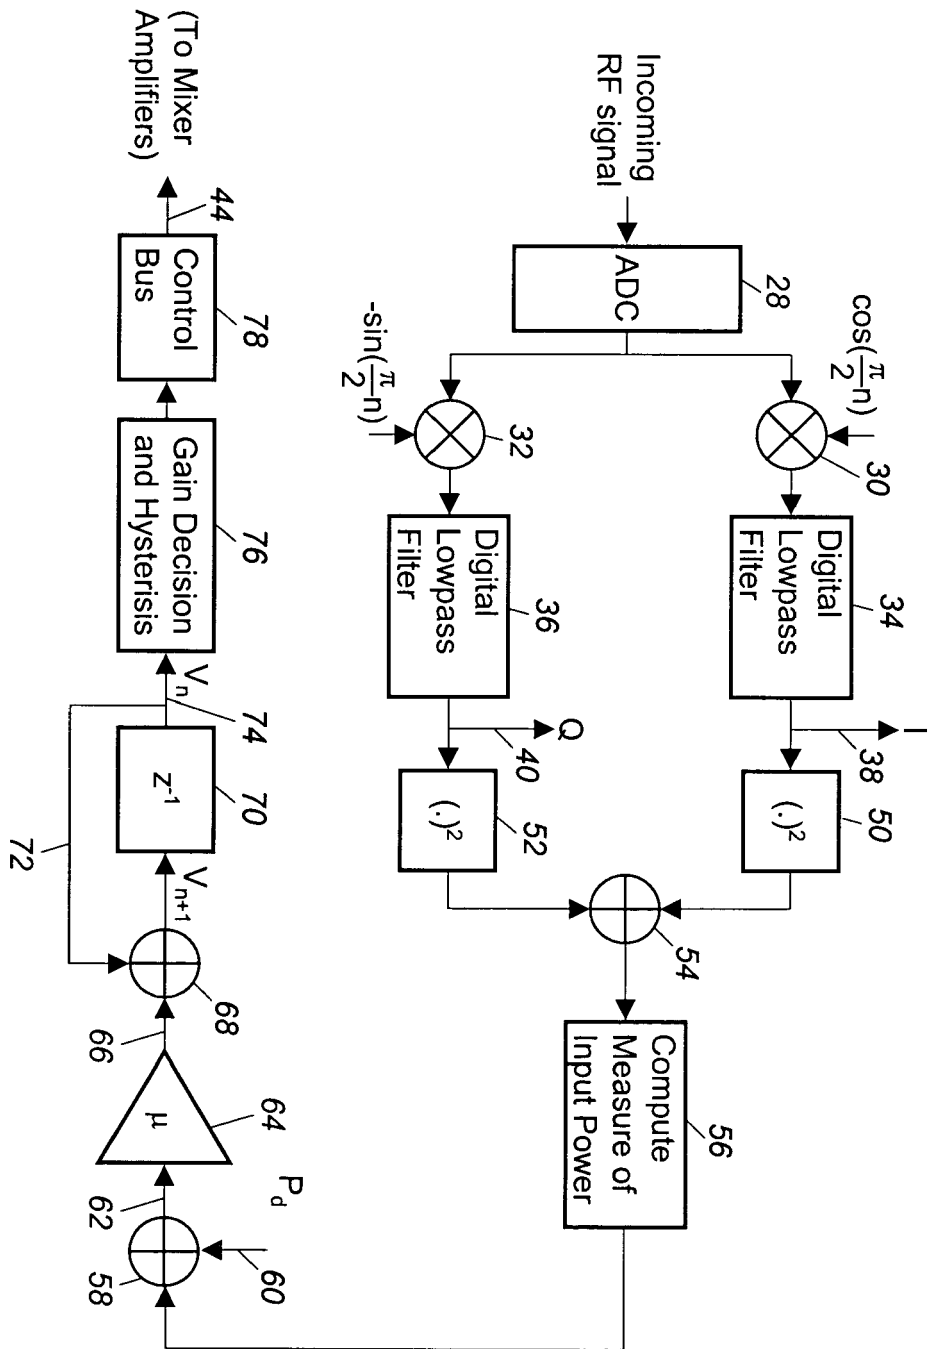 Incoming
RF signal
ADC
28
cos(π/2 n)
30
-sin(π/2 n)
32
Digital
Lowpass
Filter
34
Digital
Lowpass
Filter
36
I
38
Q
40
(.)²
50
(.)²
52
54
Compute
Measure of
Input Power
56
(To Mixer
Amplifiers)
44
Control
Bus
78
Gain Decision
and Hysterisis
76
Vn
74
z-1
70
72
Vn+1
68
66
μ
64
62
Pd
60
58